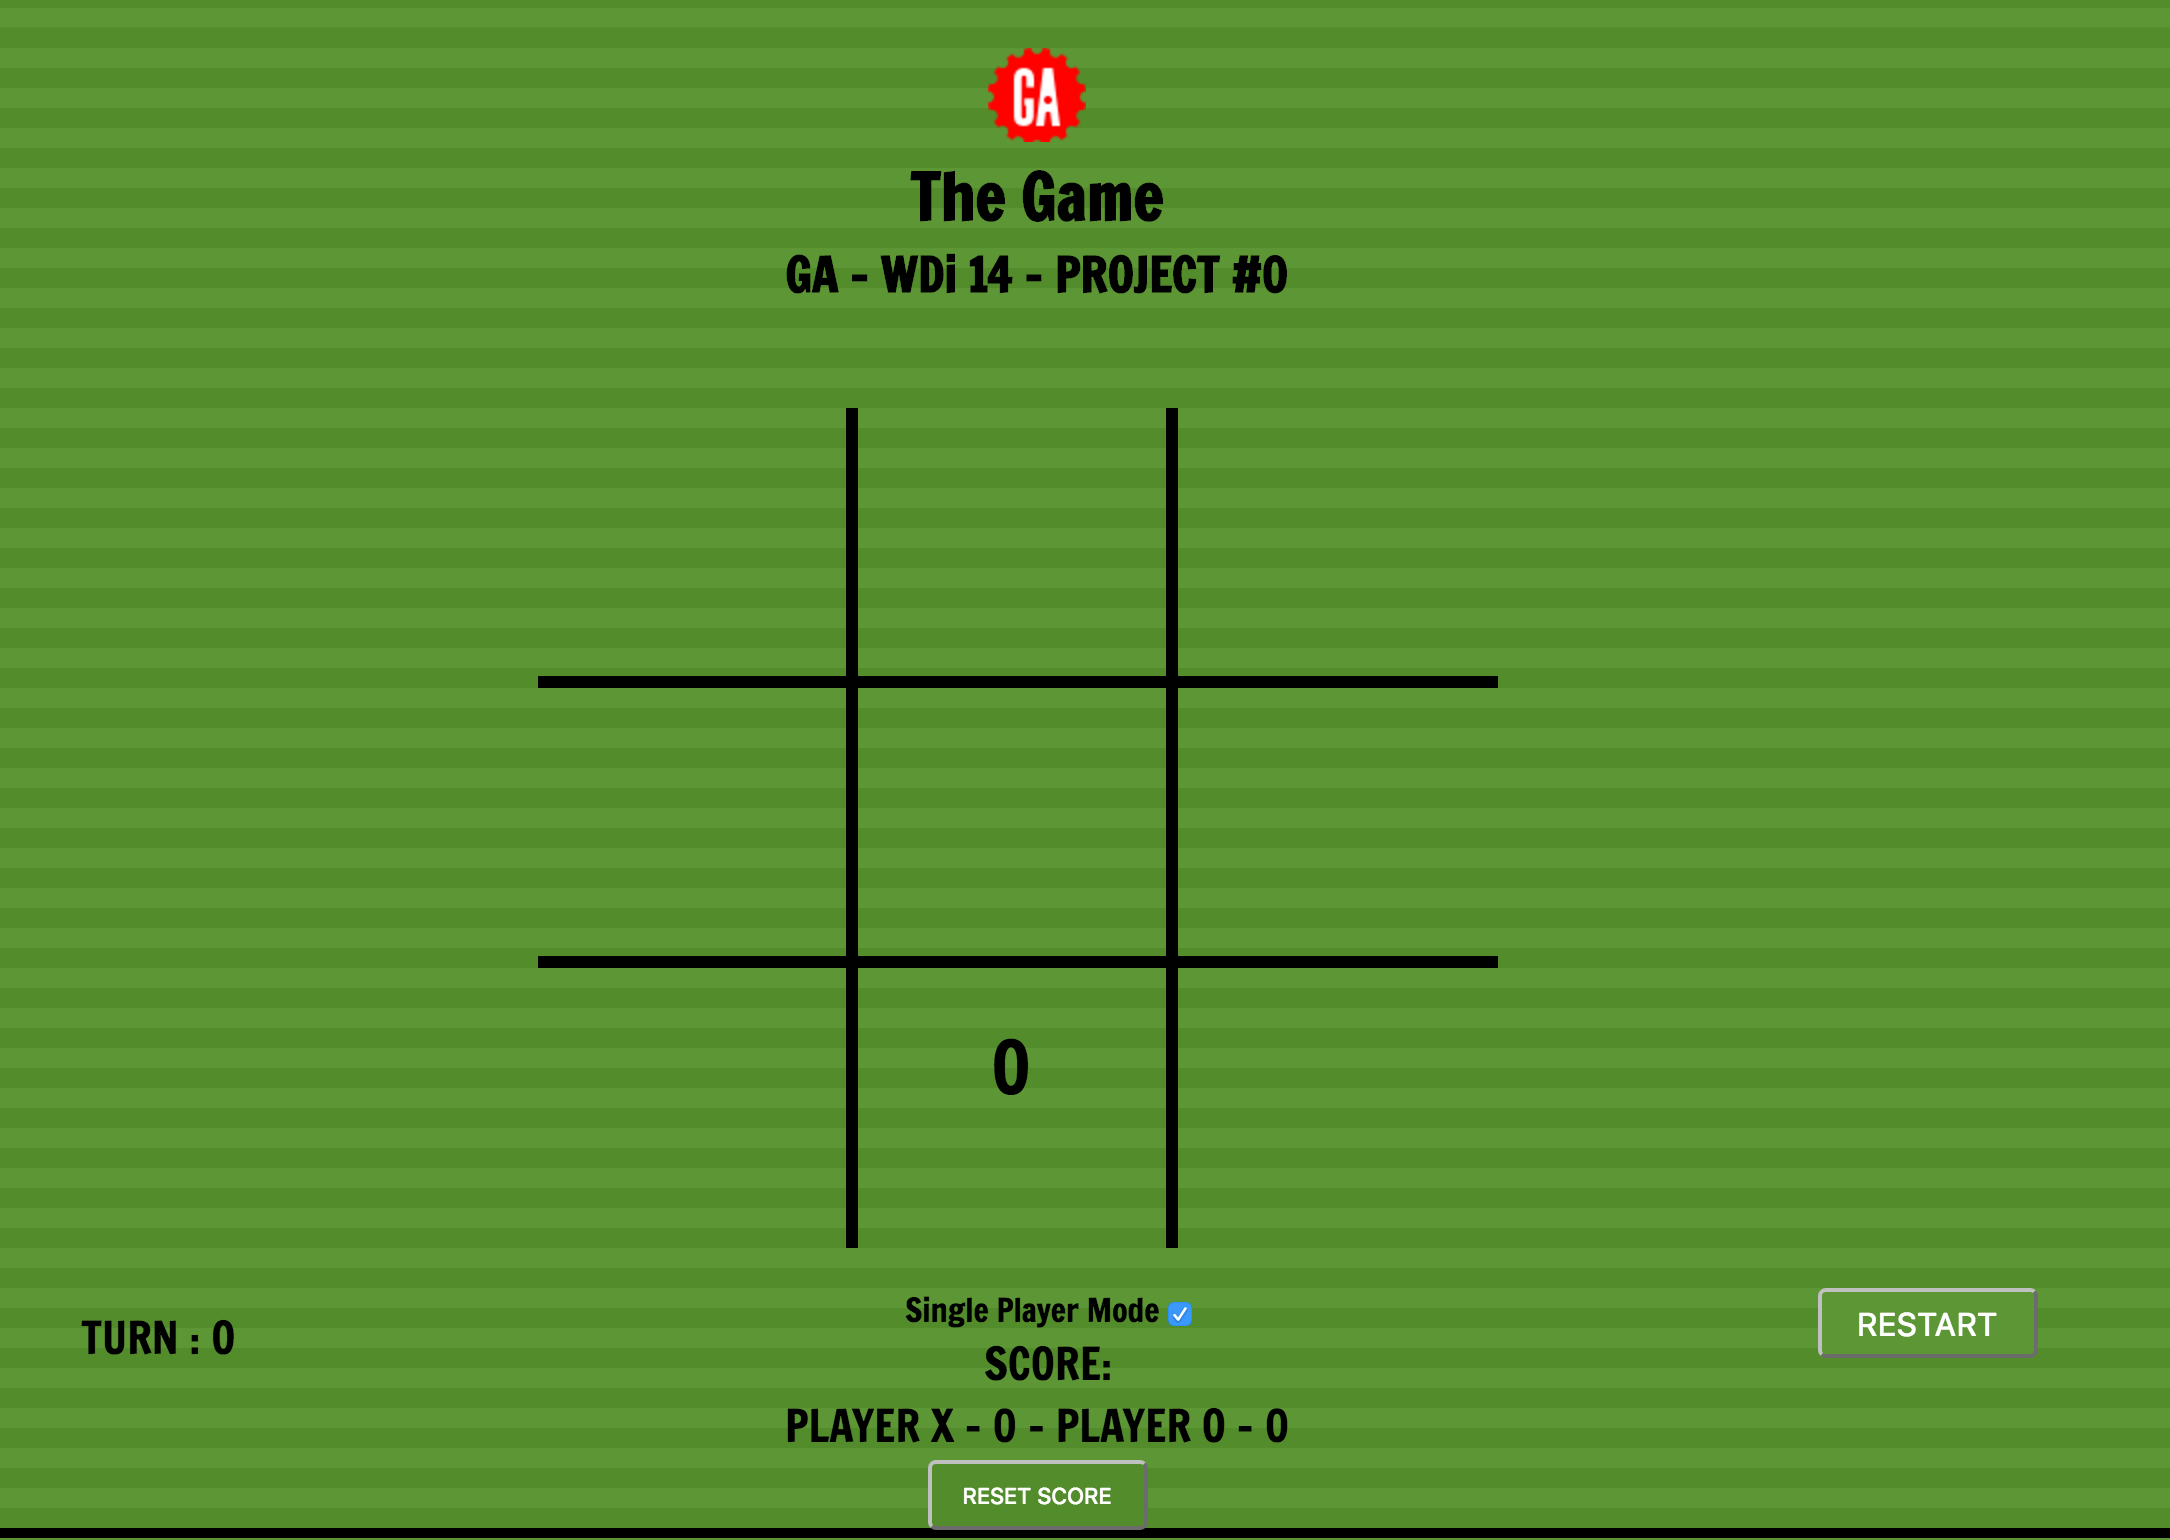 GA
The Game
GA - WDi 14 - PROJECT #0
0
Single Player Mode
TURN : 0
RESTART
SCORE:
PLAYER X - 0 - PLAYER 0 - 0
RESET SCORE